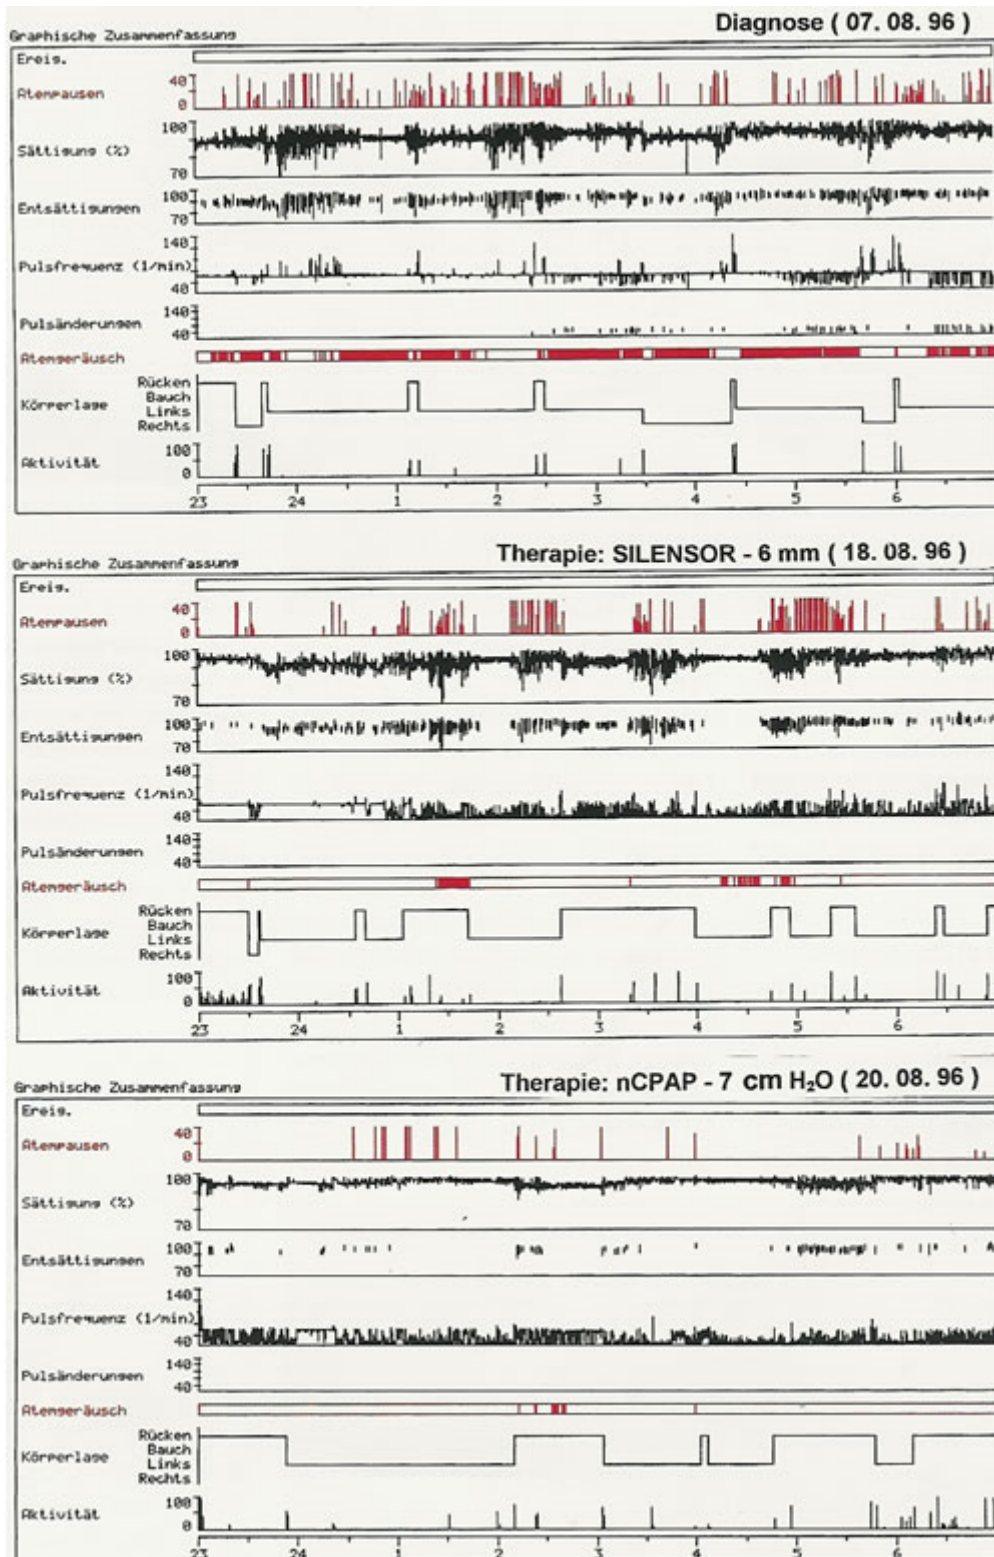 Diagnose ( 07. 08. 96 )
Graphische Zusammenfassung
Ereig.
Atempausen
40
0
Sättigung (%)
100
70
Entsättigungen
100
70
Pulsfrequenz (1/min)
140
40
Pulsänderungen
140
40
Atemgeräusch
Körperlage
Rücken
Bauch
Links
Rechts
Aktivität
100
0
23 24 1 2 3 4 5 6
Therapie: SILENSOR - 6 mm ( 18. 08. 96 )
Graphische Zusammenfassung
Ereig.
Atempausen
40
0
Sättigung (%)
100
70
Entsättigungen
100
70
Pulsfrequenz (1/min)
140
40
Pulsänderungen
140
40
Atemgeräusch
Körperlage
Rücken
Bauch
Links
Rechts
Aktivität
100
0
23 24 1 2 3 4 5 6
Therapie: nCPAP - 7 cm H₂O ( 20. 08. 96 )
Graphische Zusammenfassung
Ereig.
Atempausen
40
0
Sättigung (%)
100
70
Entsättigungen
100
70
Pulsfrequenz (1/min)
140
40
Pulsänderungen
140
40
Atemgeräusch
Körperlage
Rücken
Bauch
Links
Rechts
Aktivität
100
0
23 24 1 2 3 4 5 6